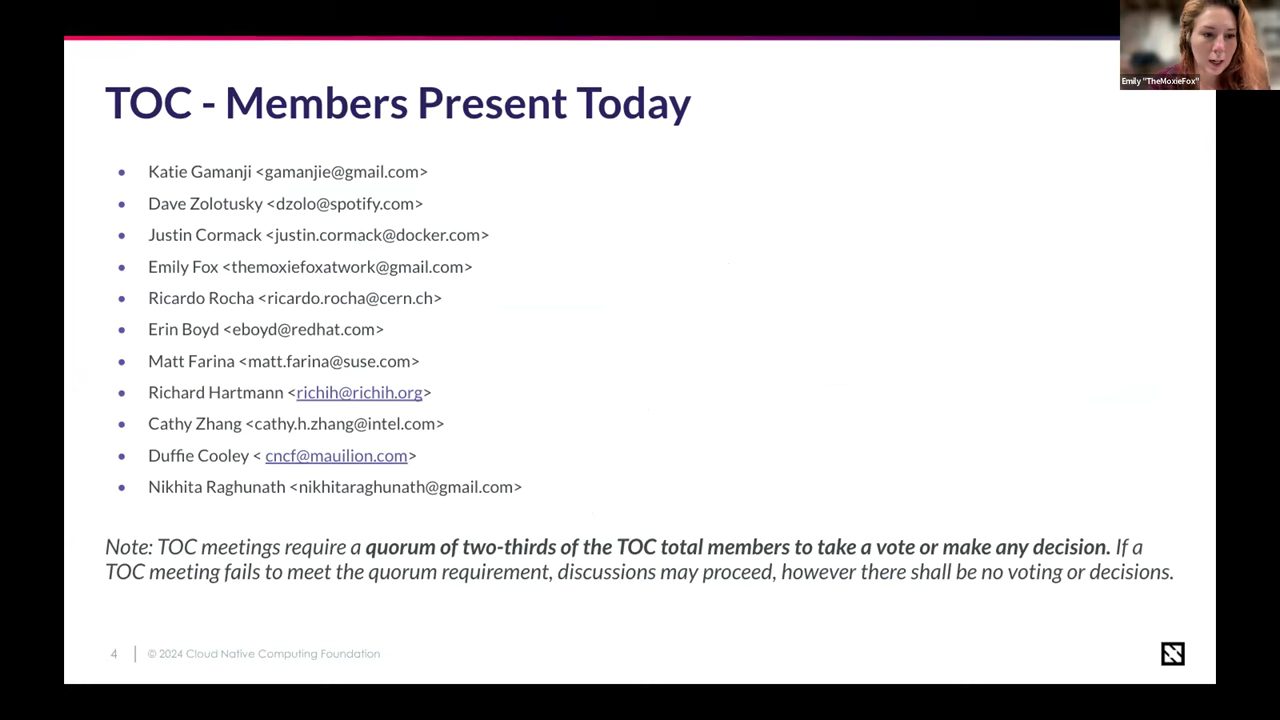 Emily "TheMoxieFox"
TOC - Members Present Today
• Katie Gamanji <gamanjie@gmail.com>
• Dave Zolotusky <dzolo@spotify.com>
• Justin Cormack <justin.cormack@docker.com>
• Emily Fox <themoxiefoxatwork@gmail.com>
• Ricardo Rocha <ricardo.rocha@cern.ch>
• Erin Boyd <eboyd@redhat.com>
• Matt Farina <matt.farina@suse.com>
• Richard Hartmann <richih@richih.org>
• Cathy Zhang <cathy.h.zhang@intel.com>
• Duffie Cooley < cncf@mauilion.com>
• Nikhita Raghunath <nikhitaraghunath@gmail.com>
Note: TOC meetings require a quorum of two-thirds of the TOC total members to take a vote or make any decision. If a
TOC meeting fails to meet the quorum requirement, discussions may proceed, however there shall be no voting or decisions.
4 © 2024 Cloud Native Computing Foundation